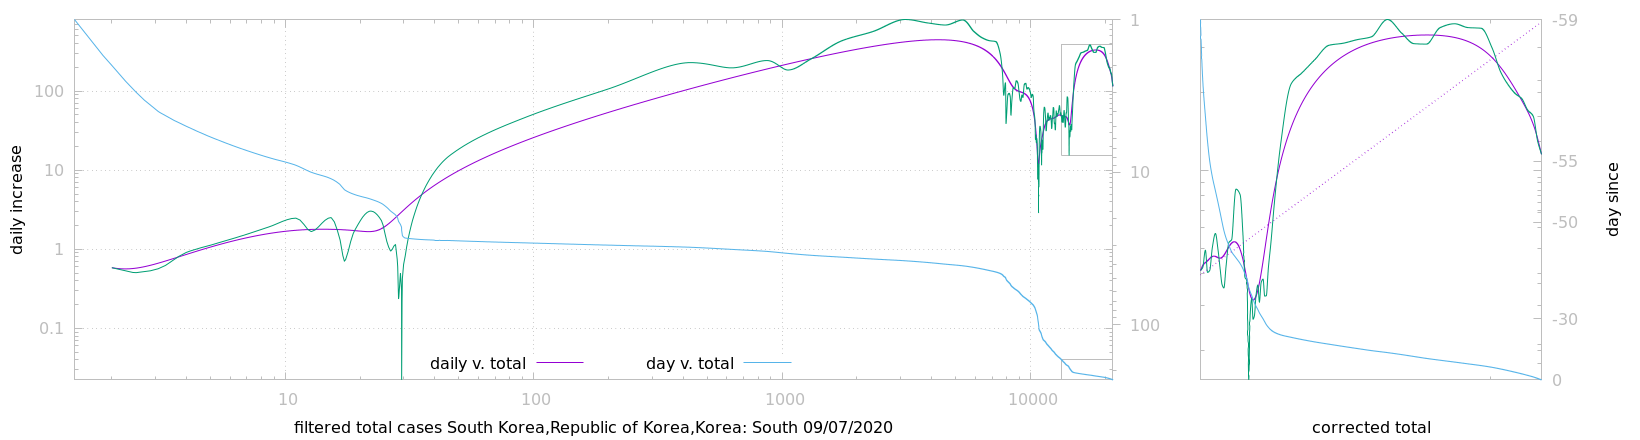 daily increase
100
10
1
0.1
10
100
1000
10000
1
10
100
daily v. total
day v. total
filtered total cases South Korea,Republic of Korea,Korea: South 09/07/2020
-59
-55
-50
-30
0
day since
corrected total